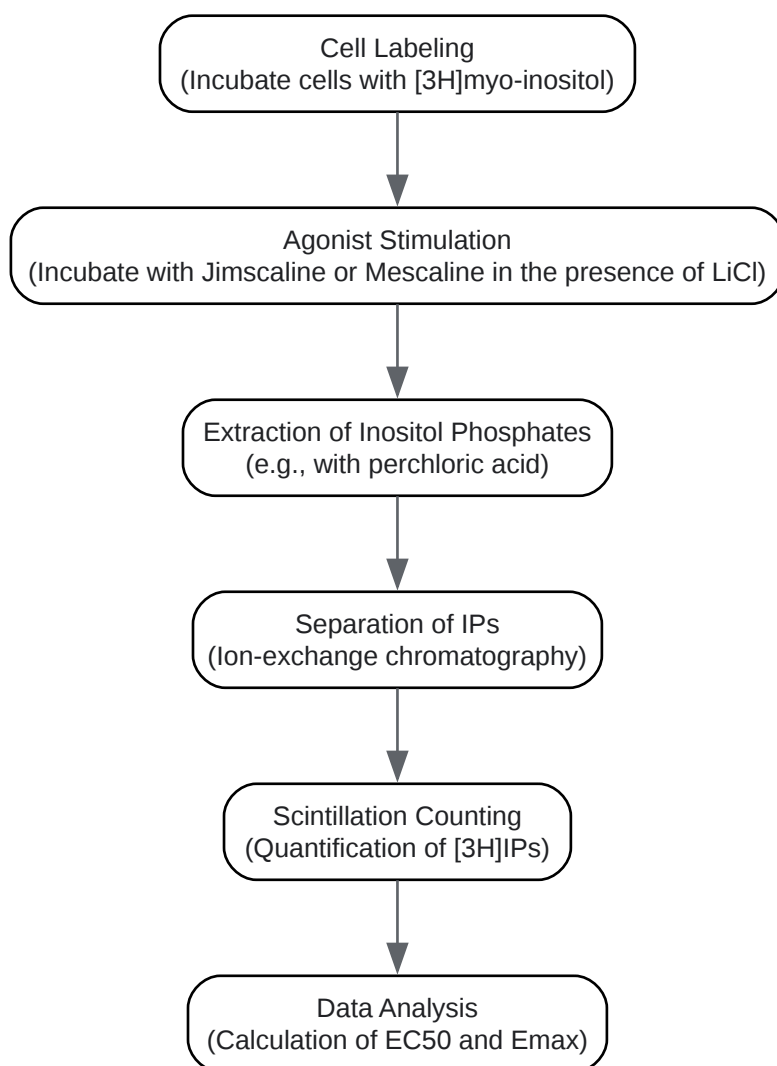 Cell Labeling
(Incubate cells with [3H]myo-inositol)
Agonist Stimulation
(Incubate with Jimscaline or Mescaline in the presence of LiCl)
Extraction of Inositol Phosphates
(e.g., with perchloric acid)
Separation of IPs
(Ion-exchange chromatography)
Scintillation Counting
(Quantification of [3H]IPs)
Data Analysis
(Calculation of EC50 and Emax)